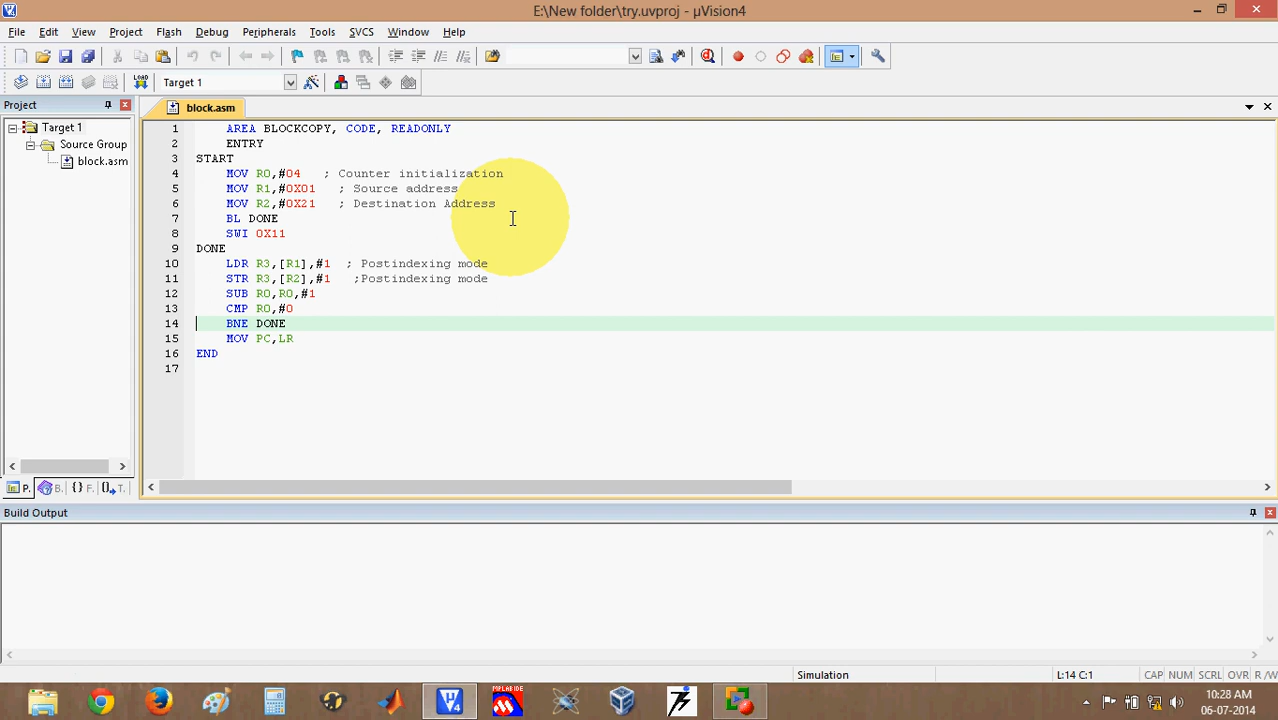 E:\New folder\try.uvproj - µVision4
File Edit View Project Flash Debug Peripherals Tools SVCS Window Help
LOAD Target 1
Project
block.asm
Target 1
Source Group
block.asm
1 AREA BLOCKCOPY, CODE, READONLY
2 ENTRY
3 START
4 MOV R0,#04 ; Counter initialization
5 MOV R1,#0X01 ; Source address
6 MOV R2,#0X21 ; Destination Address
7 BL DONE
8 SWI 0X11
9 DONE
10 LDR R3,[R1],#1 ; Postindexing mode
11 STR R3,[R2],#1 ;Postindexing mode
12 SUB R0,R0,#1
13 CMP R0,#0
14 BNE DONE
15 MOV PC,LR
16 END
17
P. B. {} F. T.
Build Output
Simulation L:14 C:1 CAP NUM SCRL OVR R /W
10:28 AM
06-07-2014
MPLABIDE